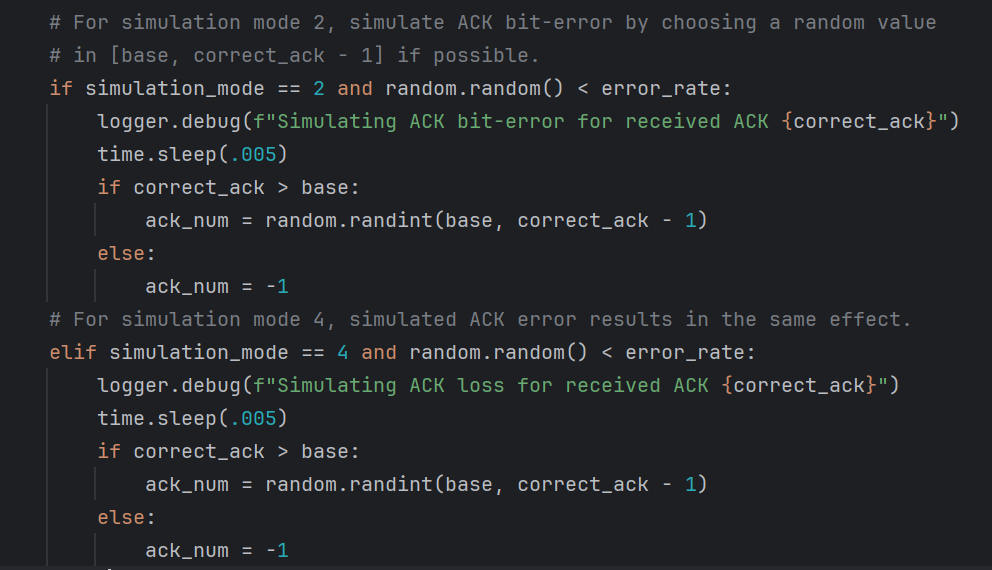 # For simulation mode 2, simulate ACK bit-error by choosing a random value
# in [base, correct_ack - 1] if possible.
if simulation_mode == 2 and random.random() < error_rate:
    logger.debug(f"Simulating ACK bit-error for received ACK {correct_ack}")
    time.sleep(.005)
    if correct_ack > base:
        ack_num = random.randint(base, correct_ack - 1)
    else:
        ack_num = -1
# For simulation mode 4, simulated ACK error results in the same effect.
elif simulation_mode == 4 and random.random() < error_rate:
    logger.debug(f"Simulating ACK loss for received ACK {correct_ack}")
    time.sleep(.005)
    if correct_ack > base:
        ack_num = random.randint(base, correct_ack - 1)
    else:
        ack_num = -1